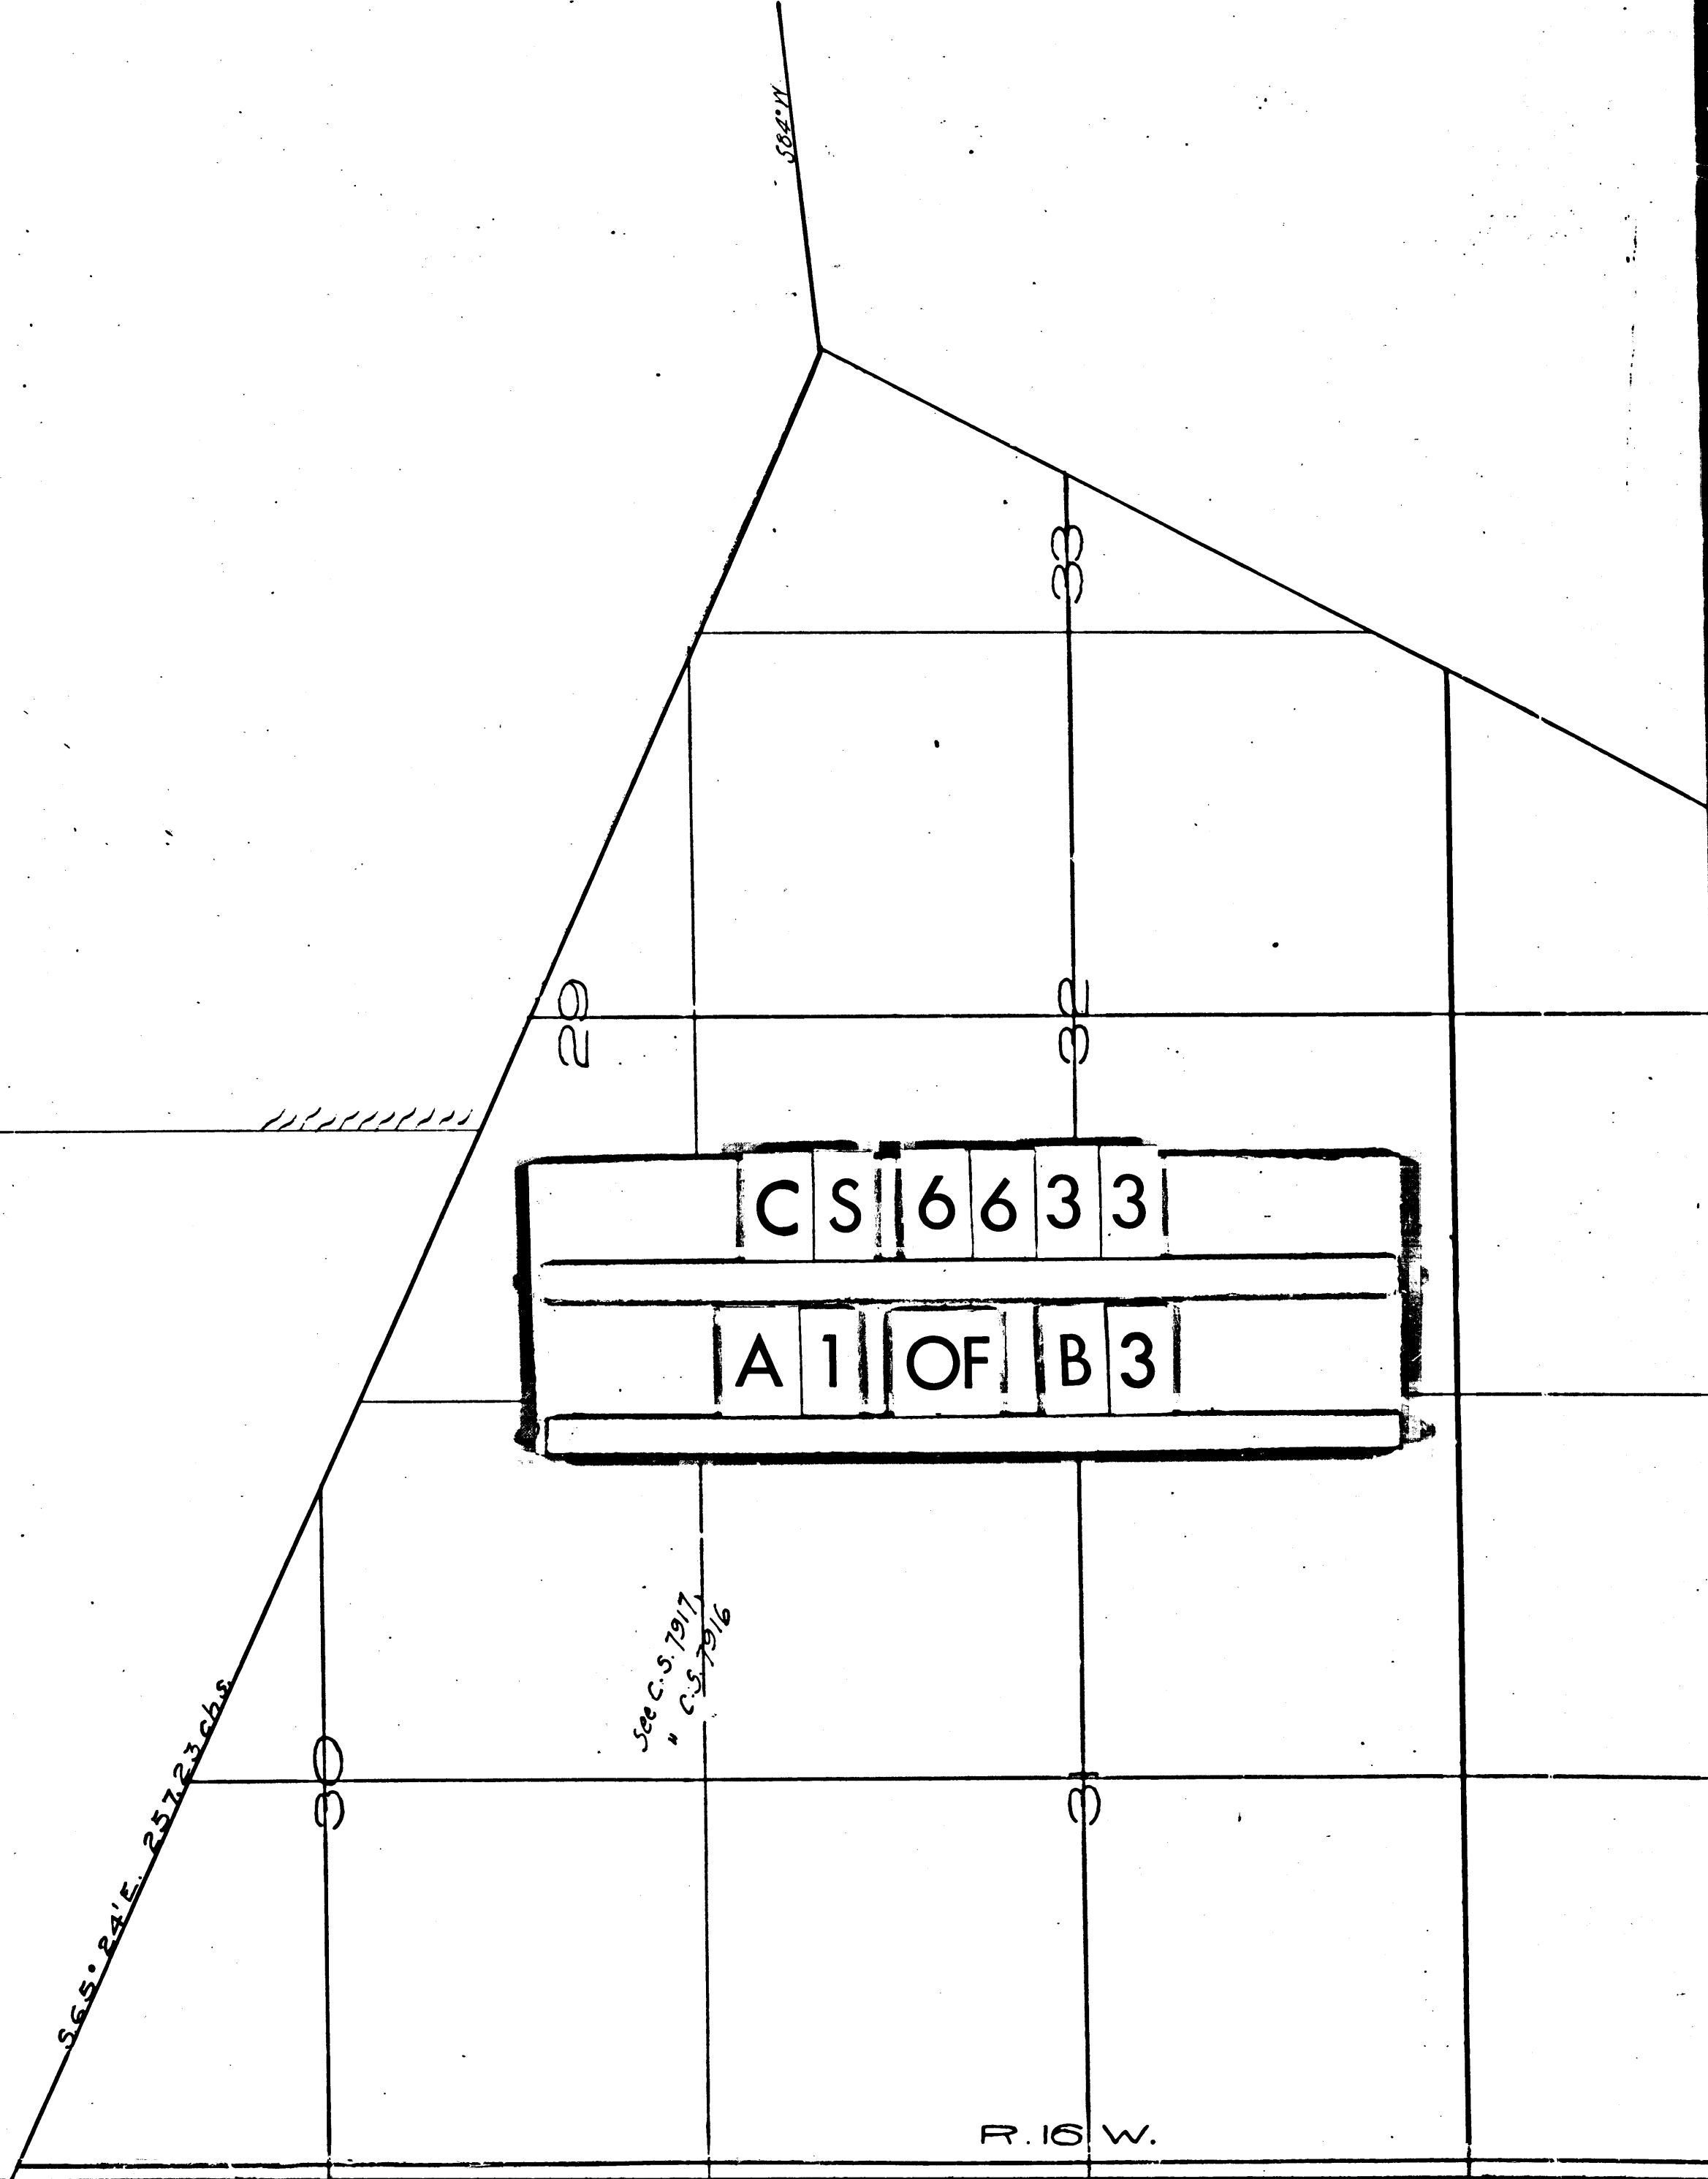 S84°W
33
29
32
CS 6633
A1 OF B3
See C.S. 7917
" C.S. 7916
S.65° 24' E. 257.23 chs.
30
31
R. 16 W.